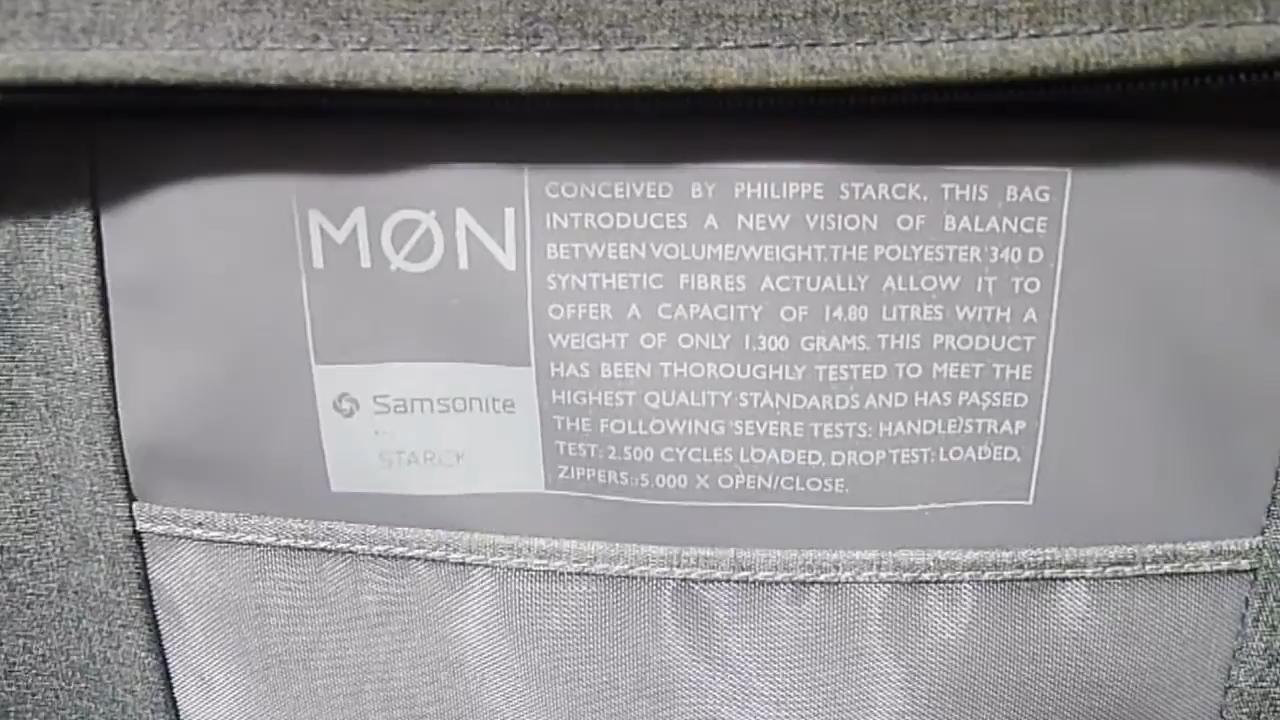 MØN
Samsonite
STARCK
CONCEIVED BY PHILIPPE STARCK, THIS BAG
INTRODUCES A NEW VISION OF BALANCE
BETWEEN VOLUME/WEIGHT. THE POLYESTER 340 D
SYNTHETIC FIBRES ACTUALLY ALLOW IT TO
OFFER A CAPACITY OF 14.80 LITRES WITH A
WEIGHT OF ONLY 1.300 GRAMS. THIS PRODUCT
HAS BEEN THOROUGHLY TESTED TO MEET THE
HIGHEST QUALITY STANDARDS AND HAS PASSED
THE FOLLOWING SEVERE TESTS: HANDLE/STRAP
TEST: 2.500 CYCLES LOADED, DROP TEST: LOADED,
ZIPPERS: 5.000 X OPEN/CLOSE.